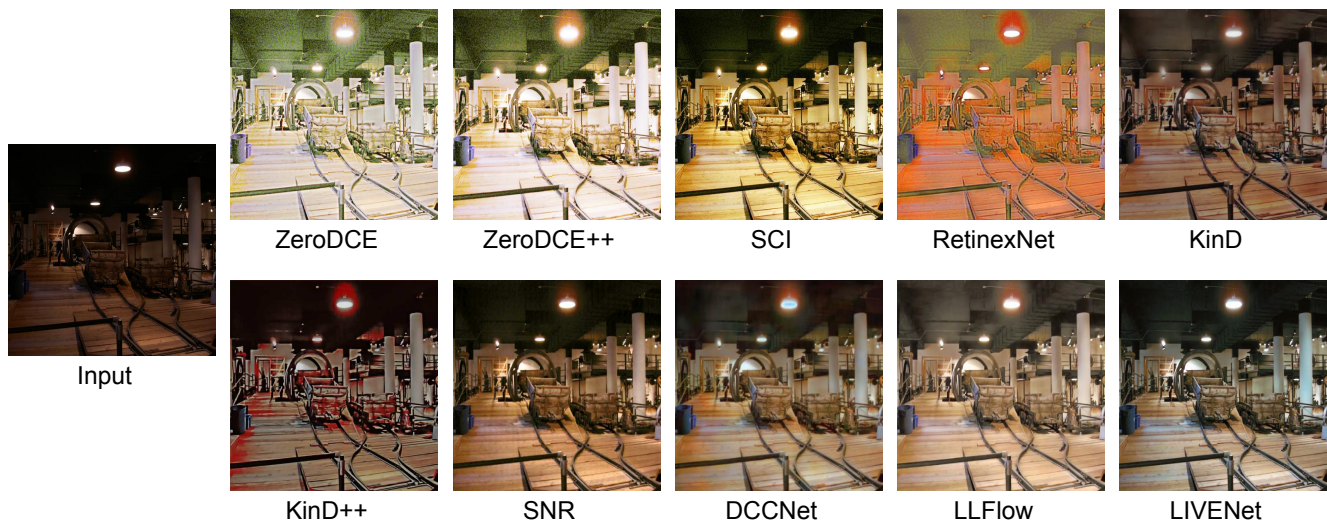 ZeroDCE
ZeroDCE++
SCI
RetinexNet
KinD
Input
KinD++
SNR
DCCNet
LLFlow
LIVENet